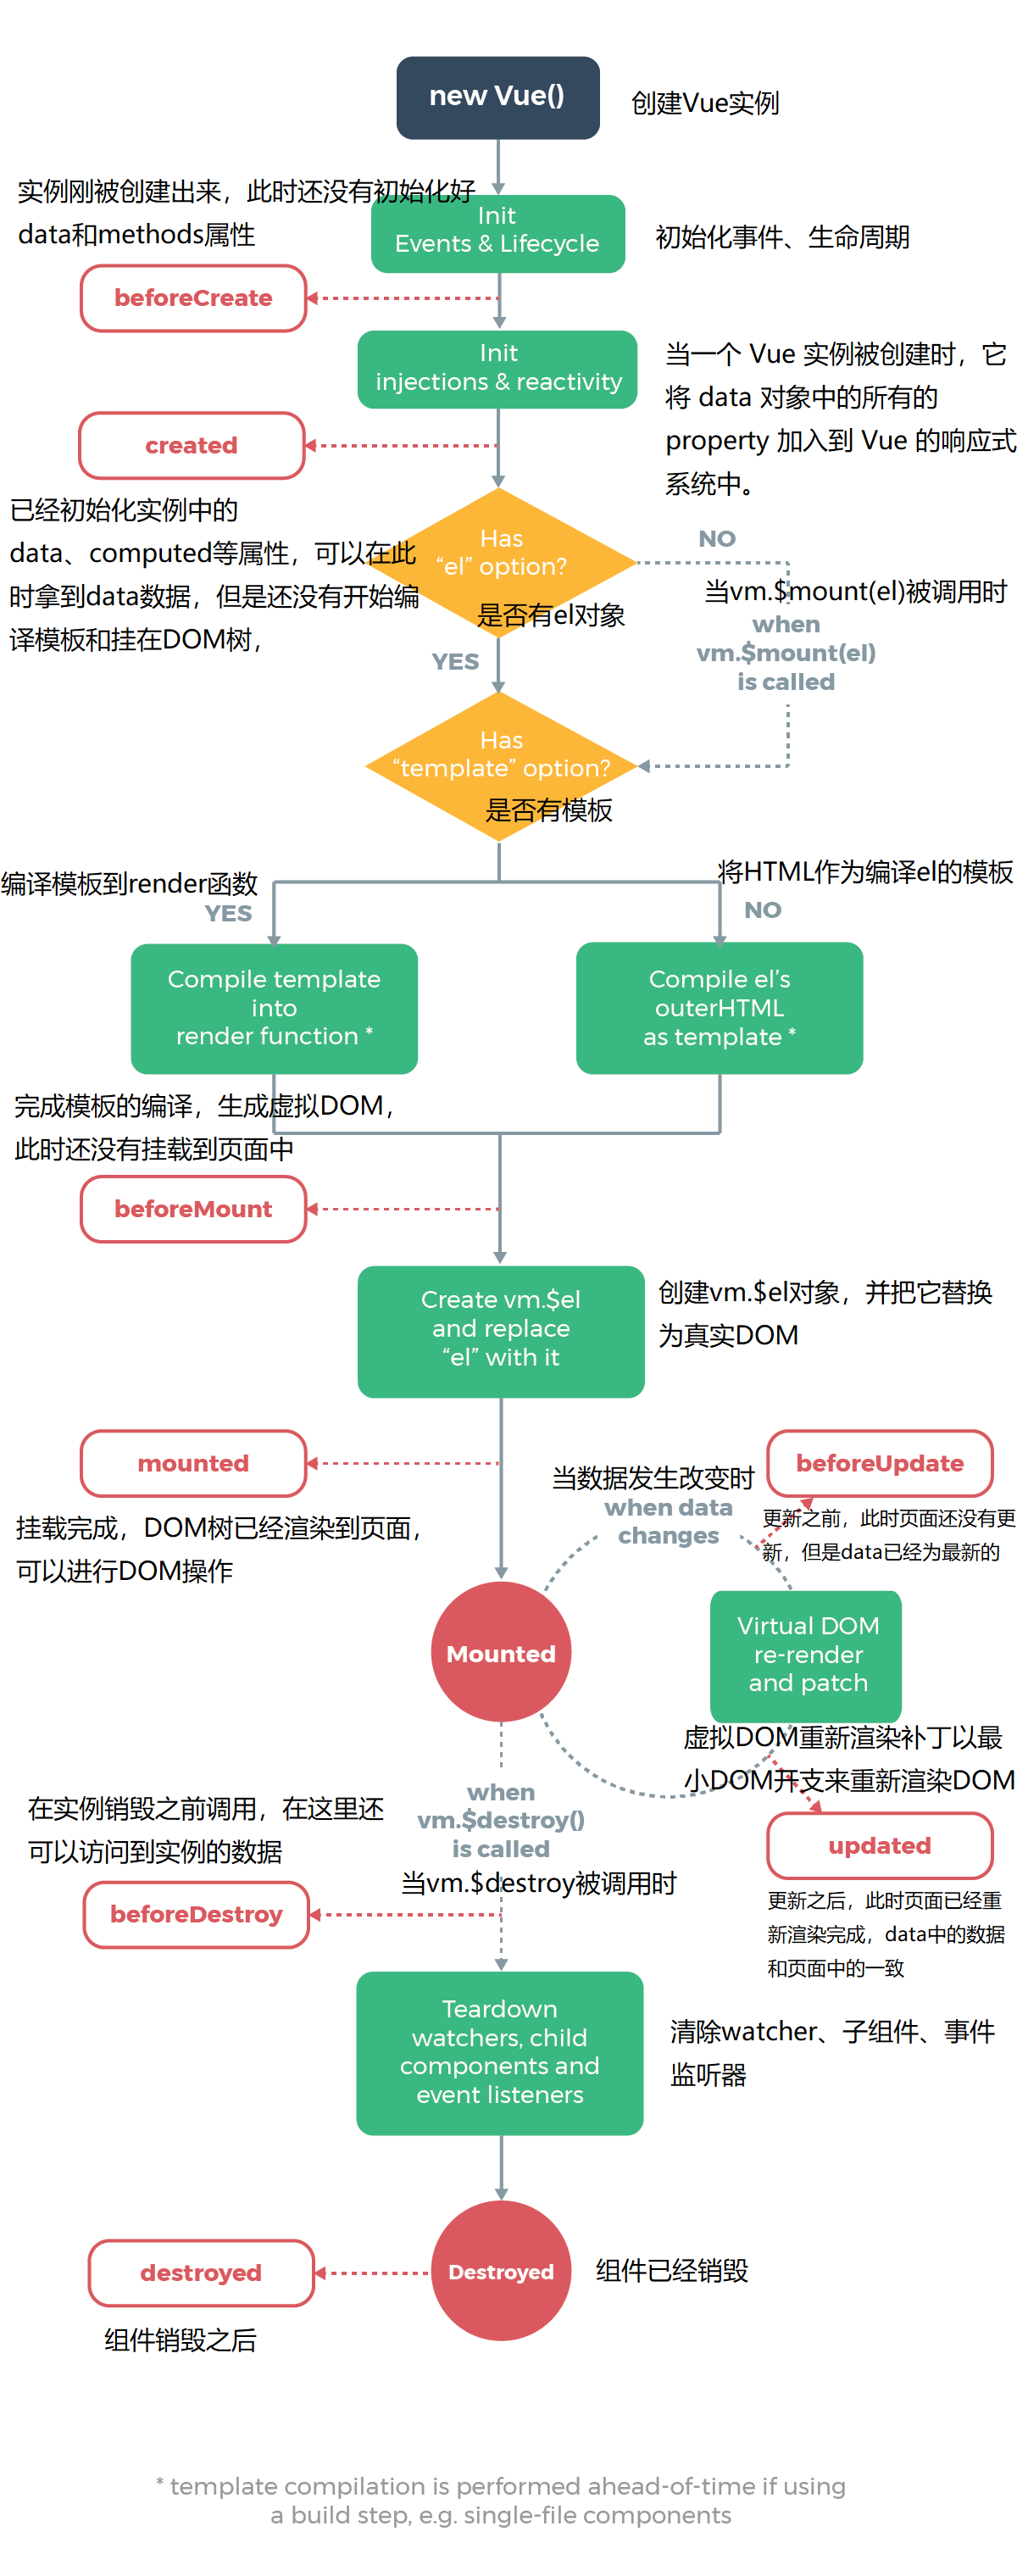 new Vue()
创建Vue实例
实例刚被创建出来，此时还没有初始化好
data和methods属性
Init
Events & Lifecycle
初始化事件、生命周期
beforeCreate
Init
injections & reactivity
当一个 Vue 实例被创建时，它
将 data 对象中的所有的
property 加入到 Vue 的响应式
系统中。
created
已经初始化实例中的
data、computed等属性，可以在此
时拿到data数据，但是还没有开始编
译模板和挂在DOM树，
Has
“el” option?
是否有el对象
NO
当vm.$mount(el)被调用时
when
vm.$mount(el)
is called
YES
Has
“template” option?
是否有模板
编译模板到render函数
YES
将HTML作为编译el的模板
NO
Compile template
into
render function *
Compile el’s
outerHTML
as template *
完成模板的编译，生成虚拟DOM，
此时还没有挂载到页面中
beforeMount
Create vm.$el
and replace
“el” with it
创建vm.$el对象，并把它替换
为真实DOM
mounted
挂载完成，DOM树已经渲染到页面，
可以进行DOM操作
当数据发生改变时
when data
changes
beforeUpdate
更新之前，此时页面还没有更
新，但是data已经为最新的
Mounted
Virtual DOM
re-render
and patch
虚拟DOM重新渲染补丁以最
小DOM开支来重新渲染DOM
updated
更新之后，此时页面已经重
新渲染完成，data中的数据
和页面中的一致
when
vm.$destroy()
is called
当vm.$destroy被调用时
在实例销毁之前调用，在这里还
可以访问到实例的数据
beforeDestroy
Teardown
watchers, child
components and
event listeners
清除watcher、子组件、事件
监听器
Destroyed
组件已经销毁
destroyed
组件销毁之后
* template compilation is performed ahead-of-time if using
a build step, e.g. single-file components